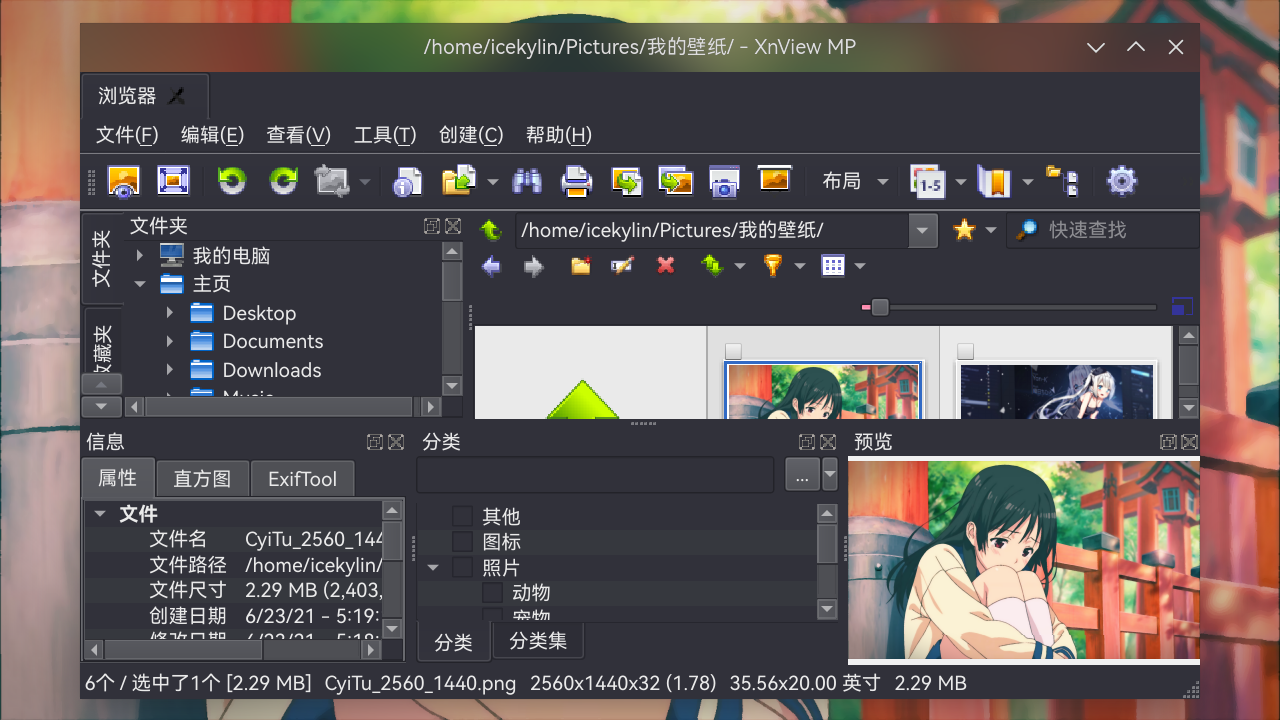 /home/icekylin/Pictures/我的壁纸/ - XnView MP
浏览器
文件(F) 编辑(E) 查看(V) 工具(T) 创建(C) 帮助(H)
布局 1-5
文件夹
文件夹
收藏夹
我的电脑
主页
Desktop
Documents
Downloads
Music
/home/icekylin/Pictures/我的壁纸/ 快速查找
信息
属性 直方图 ExifTool
文件
文件名 CyiTu_2560_144
文件路径 /home/icekylin/
文件尺寸 2.29 MB (2,403,
创建日期 6/23/21 - 5:19:
修改日期 6/23/21 - 5:18:
分类
...
其他
图标
照片
动物
宠物
分类 分类集
预览
6个 / 选中了1个 [2.29 MB] CyiTu_2560_1440.png 2560x1440x32 (1.78) 35.56x20.00 英寸 2.29 MB